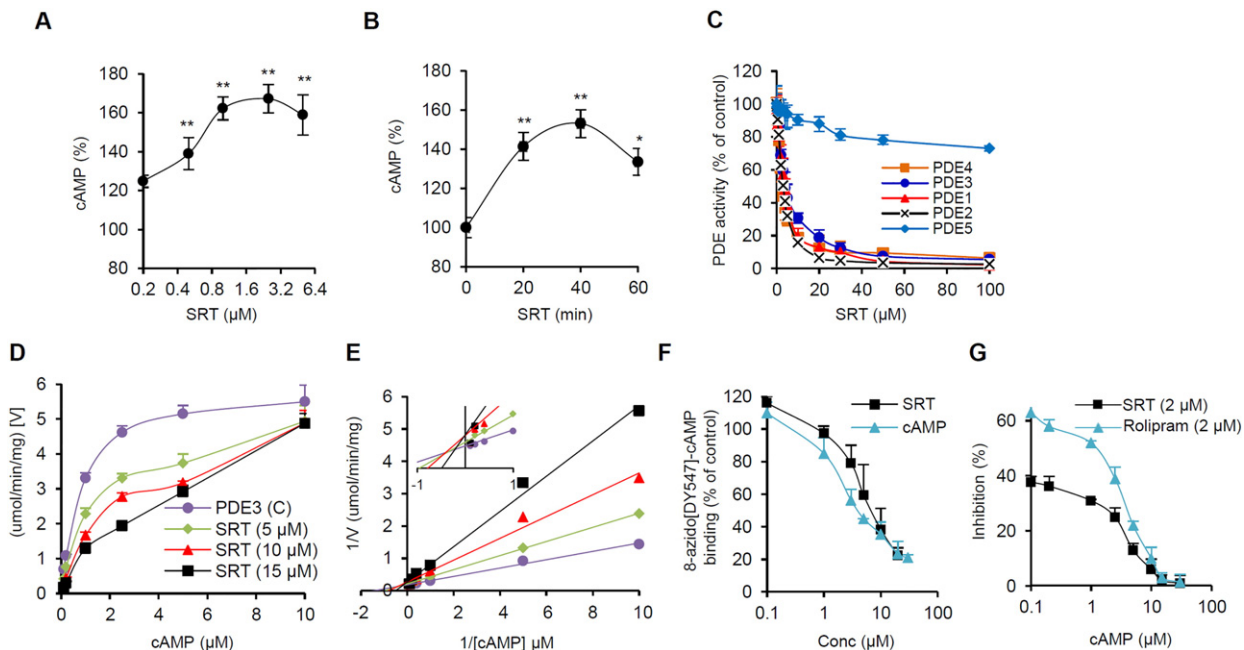 A
cAMP (%)
180
160
140
120
100
80
0.2 0.4 0.8 1.6 3.2 6.4
SRT (µM)
** ** ** **
B
cAMP (%)
180
160
140
120
100
80
0 20 40 60
SRT (min)
** ** *
C
PDE activity (% of control)
120
100
80
60
40
20
0
0 20 40 60 80 100
SRT (µM)
PDE4
PDE3
PDE1
PDE2
PDE5
D
(umol/min/mg) [V]
6
5
4
3
2
1
0
0 2 4 6 8 10
cAMP (µM)
PDE3 (C)
SRT (5 µM)
SRT (10 µM)
SRT (15 µM)
E
1/V (umol/min/mg)
6
5
4
3
2
1
0
-2 0 2 4 6 8 10
1/[cAMP] µM
-1 1
F
8-azido[DY547]-cAMP
binding (% of control)
120
100
80
60
40
20
0
0.1 1 10 100
Conc (µM)
SRT
cAMP
G
Inhibition (%)
60
40
20
0
0.1 1 10 100
cAMP (µM)
SRT (2 µM)
Rolipram (2 µM)